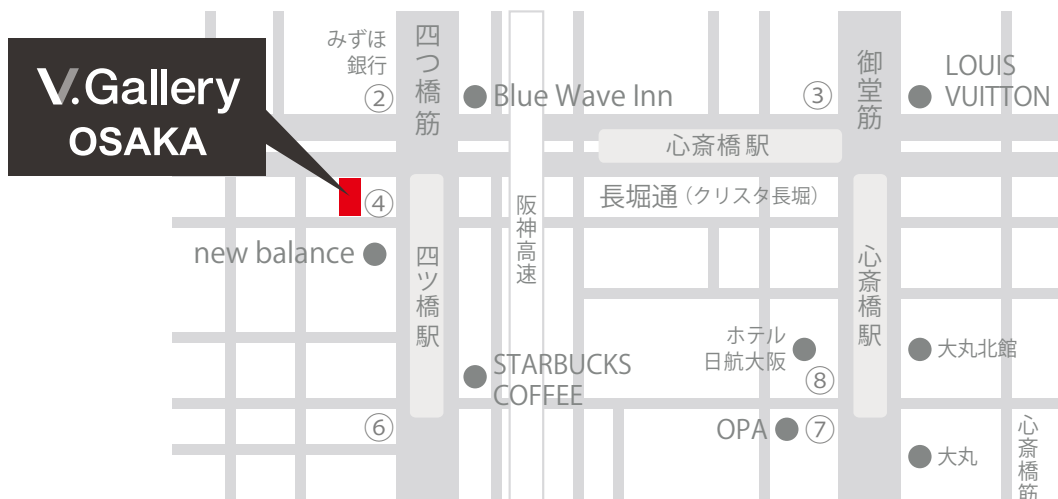 V.Gallery
OSAKA
みずほ
銀行
②
四つ橋筋
Blue Wave Inn
③
御堂筋
LOUIS
VUITTON
心斎橋駅
④
長堀通（クリスタ長堀）
阪神高速
new balance
四ツ橋駅
心斎橋駅
ホテル
日航大阪
⑧
大丸北館
STARBUCKS
COFFEE
⑥
OPA
⑦
大丸
心斎橋筋